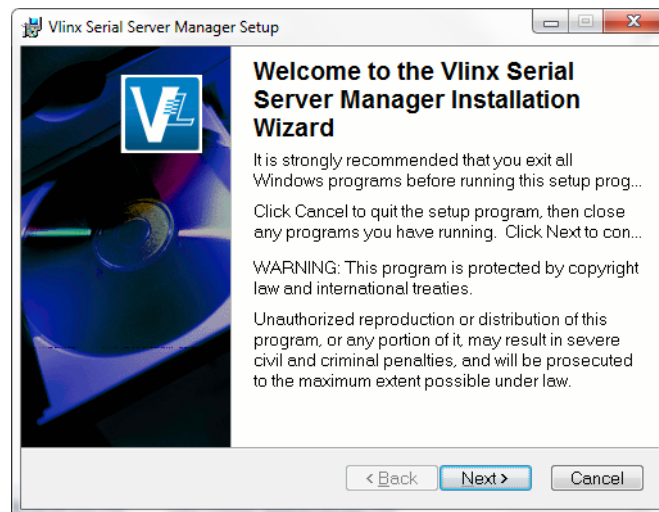 Vlinx Serial Server Manager Setup
Welcome to the Vlinx Serial
Server Manager Installation
Wizard
It is strongly recommended that you exit all
Windows programs before running this setup prog...
Click Cancel to quit the setup program, then close
any programs you have running. Click Next to con...
WARNING: This program is protected by copyright
law and international treaties.
Unauthorized reproduction or distribution of this
program, or any portion of it, may result in severe
civil and criminal penalties, and will be prosecuted
to the maximum extent possible under law.
< Back Next > Cancel